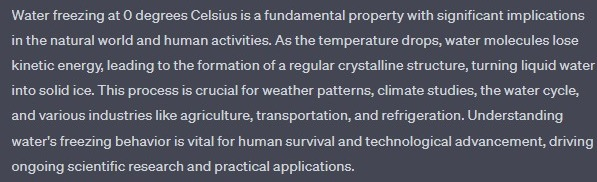 Water freezing at 0 degrees Celsius is a fundamental property with significant implications
in the natural world and human activities. As the temperature drops, water molecules lose
kinetic energy, leading to the formation of a regular crystalline structure, turning liquid water
into solid ice. This process is crucial for weather patterns, climate studies, the water cycle,
and various industries like agriculture, transportation, and refrigeration. Understanding
water's freezing behavior is vital for human survival and technological advancement, driving
ongoing scientific research and practical applications.